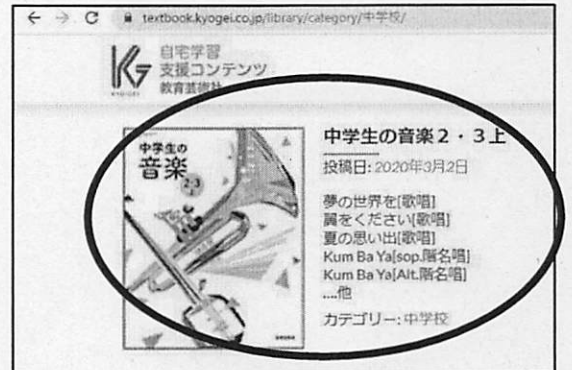 textbook.kyogei.co.jp/library/category/中学校/
自宅学習
支援コンテンツ
教育芸術社
中学生の
音楽
2・3
上
中学生の音楽2・3上
投稿日: 2020年3月2日
夢の世界を[歌唱]
翼をください[歌唱]
夏の思い出[歌唱]
Kum Ba Ya[sop.階名唱]
Kum Ba Ya[Alt.階名唱]
....他
カテゴリー: 中学校